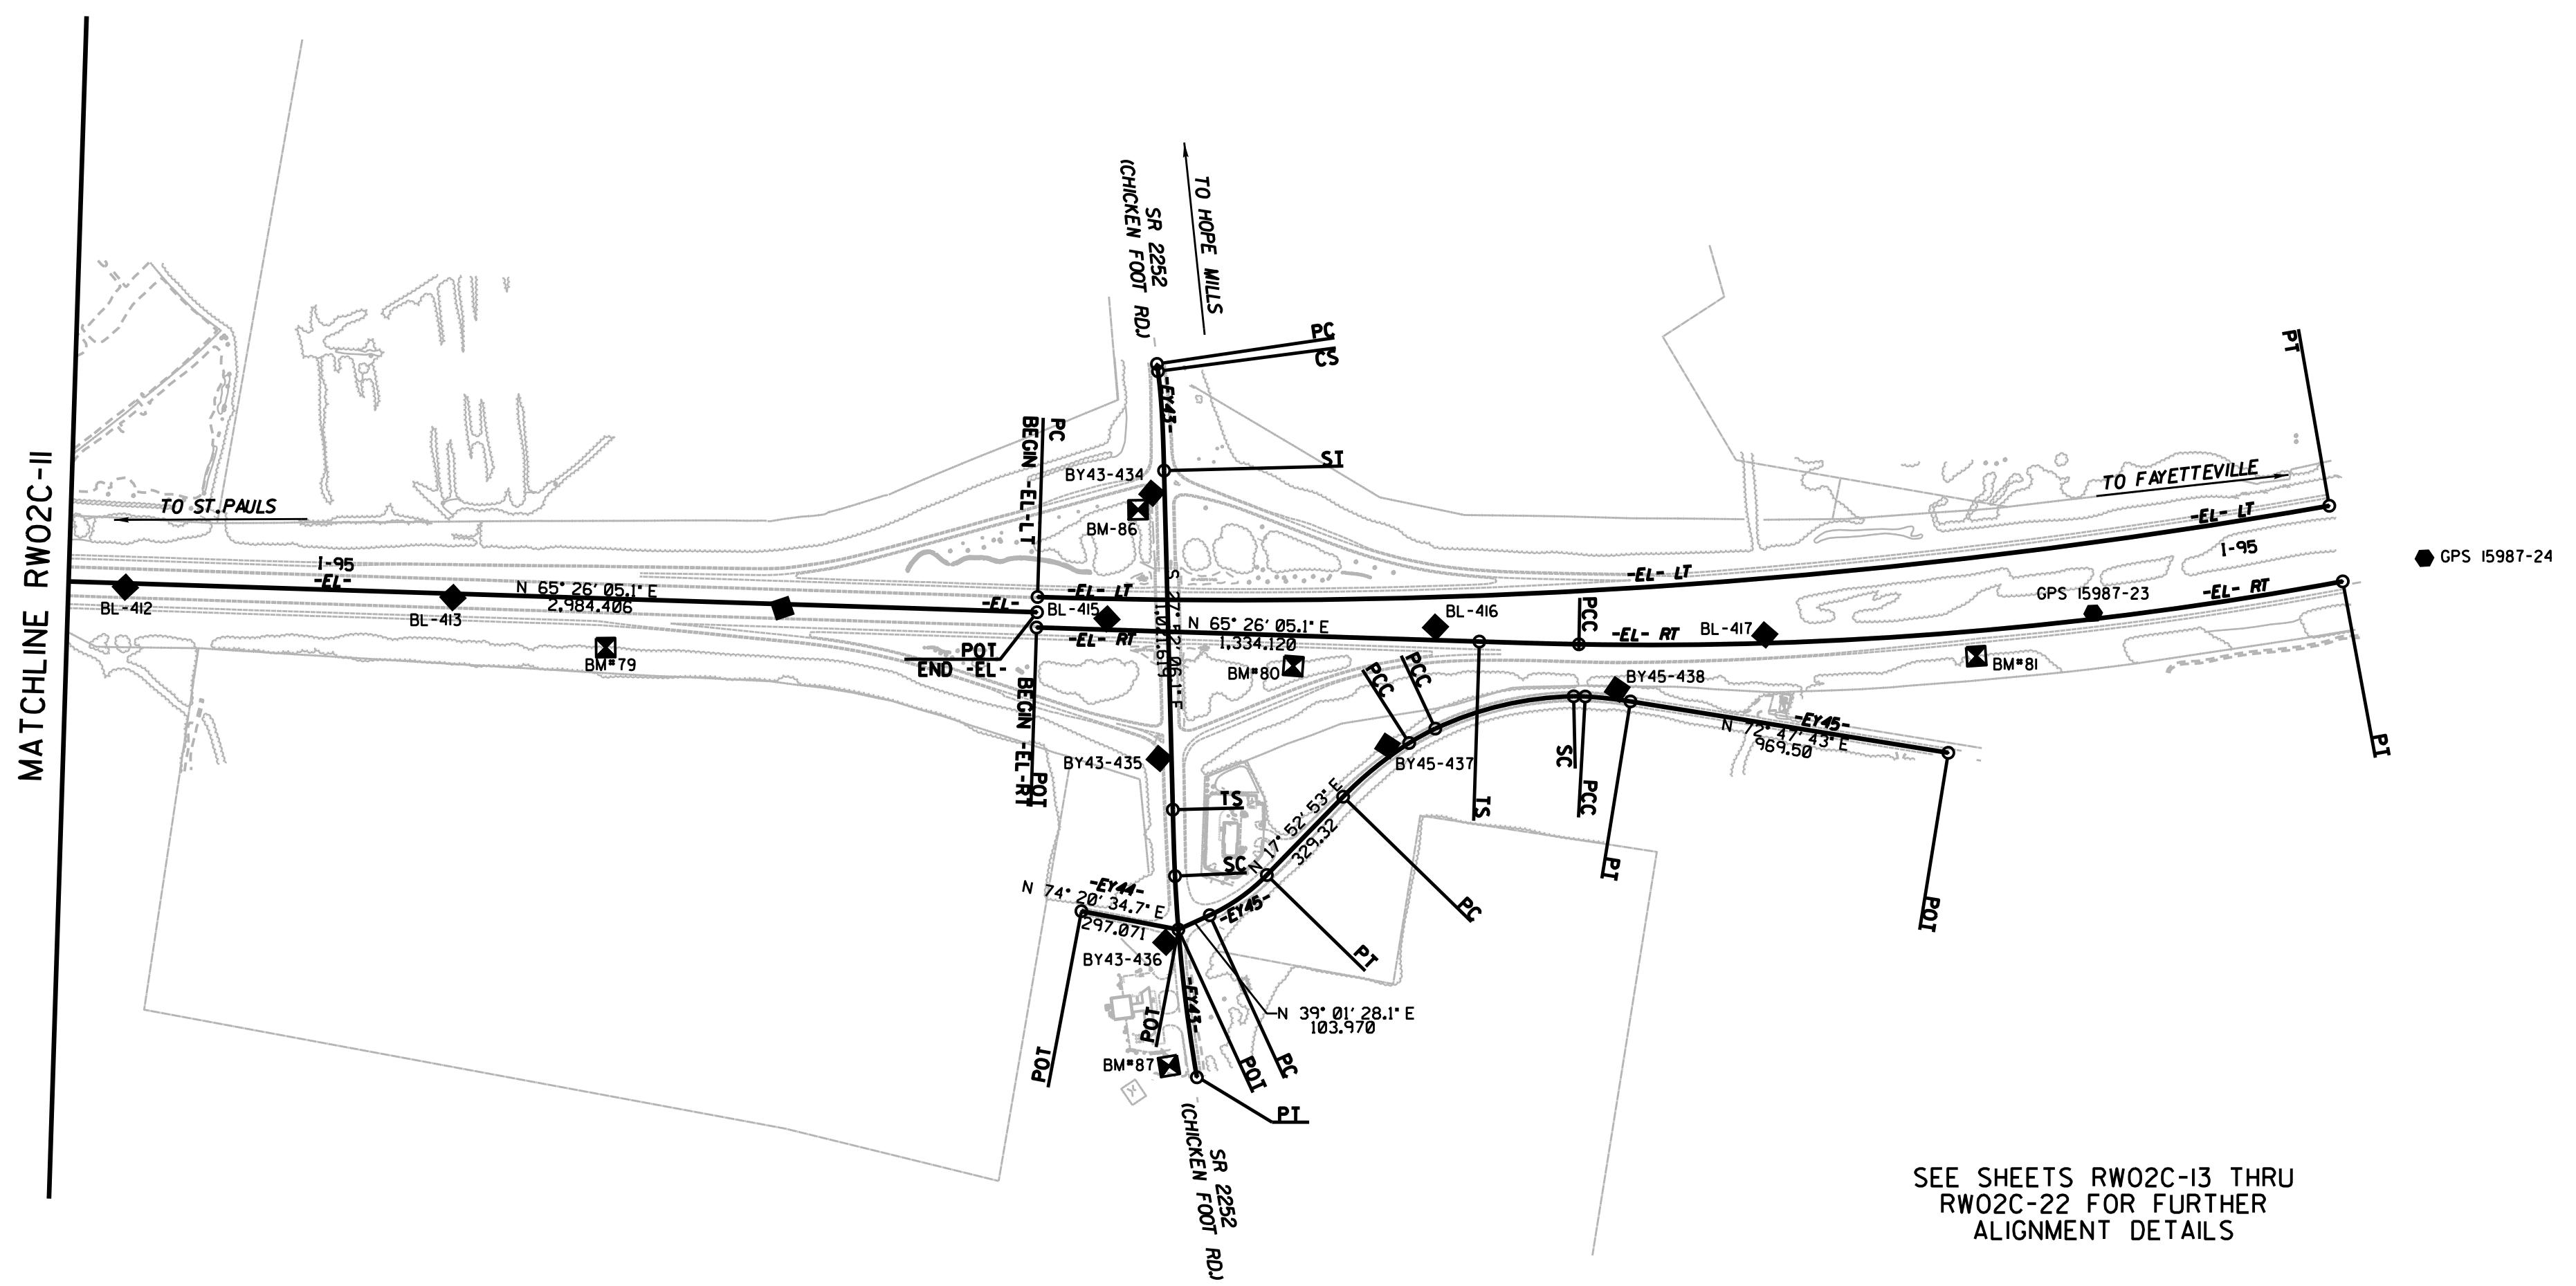 MATCHLINE RW02C-11
TO ST.PAULS
I-95
-EL-
N 65° 26' 05.1" E
2,984.406
BL-412
BL-413
BM#79
SR 2252
(CHICKEN FOOT RD.)
TO HOPE MILLS
PC
CS
-EY43-
SI
BY43-434
BM-86
PC
BEGIN -EL-LT
-EL- LT
-EL-
BL-415
POT
END -EL-
-EL- RT
N 65° 26' 05.1" E
1,334.120
BM#80
BL-416
BEGIN -EL-RT
POT
BY43-435
TS
SC
-EY44-
N 74° 20' 34.7" E
297.071
BY43-436
POT
POT
-EY43-
BM#87
PT
POT
PC
SR 2252
(CHICKEN FOOT RD.)
N 39° 01' 28.1" E
103.970
-EY45-
PT
N 17° 52' 53" E
329.32
PC
BY45-437
PCC
PCC
TS
SC
PCC
PCC
-EL- RT
BL-417
BY45-438
PT
N 72° 47' 43" E
969.50
-EY45-
POT
-EL- LT
PT
TO FAYETTEVILLE
-EL- LT
I-95
GPS 15987-23
-EL- RT
GPS 15987-24
BM#81
PT
SEE SHEETS RW02C-13 THRU
RW02C-22 FOR FURTHER
ALIGNMENT DETAILS